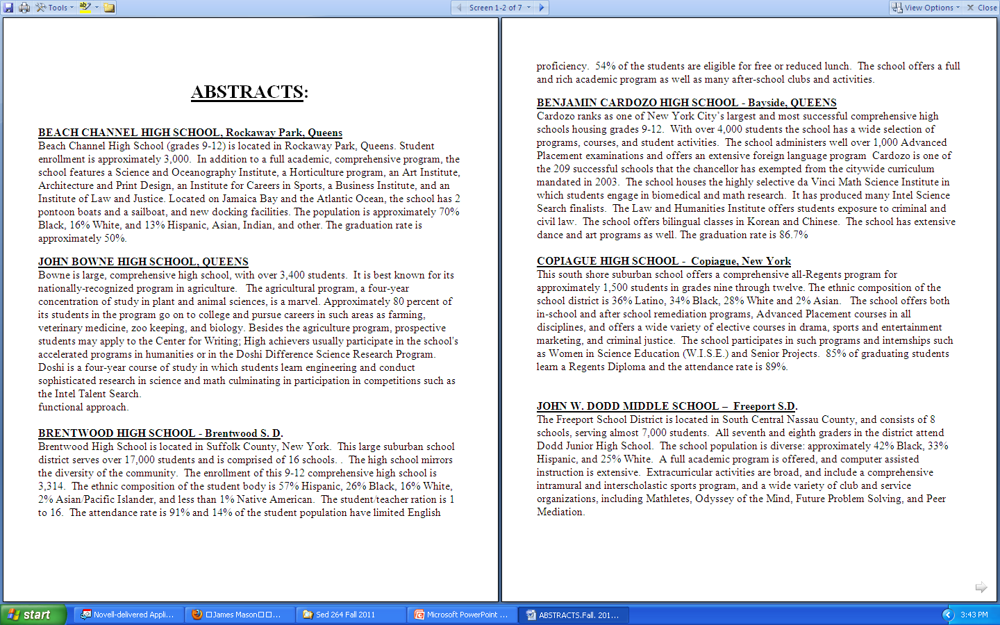 Tools
Screen 1-2 of 7
View Options
Close
ABSTRACTS:
BEACH CHANNEL HIGH SCHOOL, Rockaway Park, Queens
Beach Channel High School (grades 9-12) is located in Rockaway Park, Queens. Student
enrollment is approximately 3,000.  In addition to a full academic, comprehensive program, the
school features a Science and Oceanography Institute, a Horticulture program, an Art Institute,
Architecture and Print Design, an Institute for Careers in Sports, a Business Institute, and an
Institute of Law and Justice. Located on Jamaica Bay and the Atlantic Ocean, the school has 2
pontoon boats and a sailboat, and new docking facilities. The population is approximately 70%
Black, 16% White, and 13% Hispanic, Asian, Indian, and other. The graduation rate is
approximately 50%.
JOHN BOWNE HIGH SCHOOL, QUEENS
Bowne is large, comprehensive high school, with over 3,400 students.  It is best known for its
nationally-recognized program in agriculture.   The agricultural program, a four-year
concentration of study in plant and animal sciences, is a marvel. Approximately 80 percent of
its students in the program go on to college and pursue careers in such areas as farming,
veterinary medicine, zoo keeping, and biology. Besides the agriculture program, prospective
students may apply to the Center for Writing; High achievers usually participate in the school's
accelerated programs in humanities or in the Doshi Difference Science Research Program.
Doshi is a four-year course of study in which students learn engineering and conduct
sophisticated research in science and math culminating in participation in competitions such as
the Intel Talent Search.
functional approach.
BRENTWOOD HIGH SCHOOL - Brentwood S. D.
Brentwood High School is located in Suffolk County, New York.  This large suburban school
district serves over 17,000 students and is comprised of 16 schools. .  The high school mirrors
the diversity of the community.  The enrollment of this 9-12 comprehensive high school is
3,314.  The ethnic composition of the student body is 57% Hispanic, 26% Black, 16% White,
2% Asian/Pacific Islander, and less than 1% Native American.  The student/teacher ration is 1
to 16.  The attendance rate is 91% and 14% of the student population have limited English
proficiency.  54% of the students are eligible for free or reduced lunch.  The school offers a full
and rich academic program as well as many after-school clubs and activities.
BENJAMIN CARDOZO HIGH SCHOOL - Bayside, QUEENS
Cardozo ranks as one of New York City's largest and most successful comprehensive high
schools housing grades 9-12.  With over 4,000 students the school has a wide selection of
programs, courses, and student activities.  The school administers well over 1,000 Advanced
Placement examinations and offers an extensive foreign language program  Cardozo is one of
the 209 successful schools that the chancellor has exempted from the citywide curriculum
mandated in 2003.  The school houses the highly selective da Vinci Math Science Institute in
which students engage in biomedical and math research.  It has produced many Intel Science
Search finalists.  The Law and Humanities Institute offers students exposure to criminal and
civil law.  The school offers bilingual classes in Korean and Chinese.  The school has extensive
dance and art programs as well. The graduation rate is 86.7%
COPIAGUE HIGH SCHOOL -  Copiague, New York
This south shore suburban school offers a comprehensive all-Regents program for
approximately 1,500 students in grades nine through twelve. The ethnic composition of the
school district is 36% Latino, 34% Black, 28% White and 2% Asian.   The school offers both
in-school and after school remediation programs, Advanced Placement courses in all
disciplines, and offers a wide variety of elective courses in drama, sports and entertainment
marketing, and criminal justice.  The school participates in such programs and internships such
as Women in Science Education (W.I.S.E.) and Senior Projects.  85% of graduating students
learn a Regents Diploma and the attendance rate is 89%.
JOHN W. DODD MIDDLE SCHOOL –  Freeport S.D.
The Freeport School District is located in South Central Nassau County, and consists of 8
schools, serving almost 7,000 students.  All seventh and eighth graders in the district attend
Dodd Junior High School.  The school population is diverse: approximately 42% Black, 33%
Hispanic, and 25% White.  A full academic program is offered, and computer assisted
instruction is extensive.  Extracurricular activities are broad, and include a comprehensive
intramural and interscholastic sports program, and a wide variety of club and service
organizations, including Mathletes, Odyssey of the Mind, Future Problem Solving, and Peer
Mediation.
start
Novell-delivered Appli...
James Mason
Sed 264 Fall 2011
Microsoft PowerPoint ...
ABSTRACTS.Fall. 201...
3:43 PM